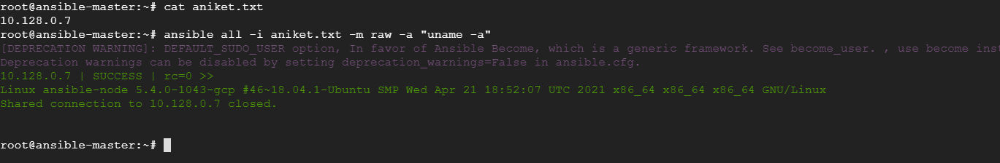 root@ansible-master:~# cat aniket.txt
10.128.0.7
root@ansible-master:~# ansible all -i aniket.txt -m raw -a "uname -a"
[DEPRECATION WARNING]: DEFAULT_SUDO_USER option, In favor of Ansible Become, which is a generic framework. See become_user. , use become inst
Deprecation warnings can be disabled by setting deprecation_warnings=False in ansible.cfg.
10.128.0.7 | SUCCESS | rc=0 >>
Linux ansible-node 5.4.0-1043-gcp #46~18.04.1-Ubuntu SMP Wed Apr 21 18:52:07 UTC 2021 x86_64 x86_64 x86_64 GNU/Linux
Shared connection to 10.128.0.7 closed.
root@ansible-master:~#